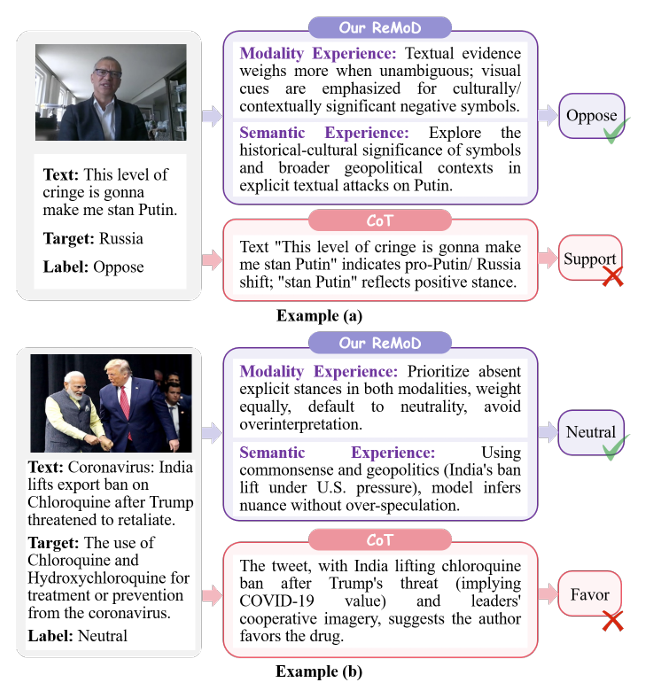 Our ReMoD
Modality Experience: Textual evidence
weighs more when unambiguous; visual
cues are emphasized for culturally/
contextually significant negative symbols.
Semantic Experience: Explore the
historical-cultural significance of symbols
and broader geopolitical contexts in
explicit textual attacks on Putin.
Oppose
Text: This level of
cringe is gonna
make me stan Putin.
Target: Russia
Label: Oppose
CoT
Text "This level of cringe is gonna make
me stan Putin" indicates pro-Putin/ Russia
shift; "stan Putin" reflects positive stance.
Support
Example (a)
Our ReMoD
Modality Experience: Prioritize absent
explicit stances in both modalities, weight
equally, default to neutrality, avoid
overinterpretation.
Semantic Experience: Using
commonsense and geopolitics (India's ban
lift under U.S. pressure), model infers
nuance without over-speculation.
Neutral
Text: Coronavirus: India
lifts export ban on
Chloroquine after Trump
threatened to retaliate.
Target: The use of
Chloroquine and
Hydroxychloroquine for
treatment or prevention
from the coronavirus.
Label: Neutral
CoT
The tweet, with India lifting chloroquine
ban after Trump's threat (implying
COVID-19 value) and leaders'
cooperative imagery, suggests the author
favors the drug.
Favor
Example (b)